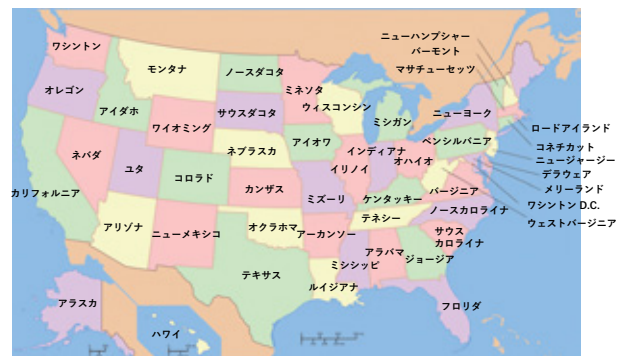 ニューハンプシャー
バーモント
マサチューセッツ
ワシントン
モンタナ
ノースダコタ
ミネソタ
オレゴン
アイダホ
ワイオミング
サウスダコタ
ウィスコンシン
ミシガン
ニューヨーク
ロードアイランド
コネチカット
ニュージャージー
デラウェア
メリーランド
ワシントン D.C.
ウェストバージニア
ネバダ
ユタ
コロラド
ネブラスカ
アイオワ
イリノイ
インディアナ
オハイオ
ペンシルバニア
カリフォルニア
カンザス
ミズーリ
ケンタッキー
バージニア
アリゾナ
ニューメキシコ
オクラホマ
アーカンソー
テネシー
ノースカロライナ
サウス
カロライナ
テキサス
ルイジアナ
ミシシッピ
アラバマ
ジョージア
フロリダ
アラスカ
ハワイ